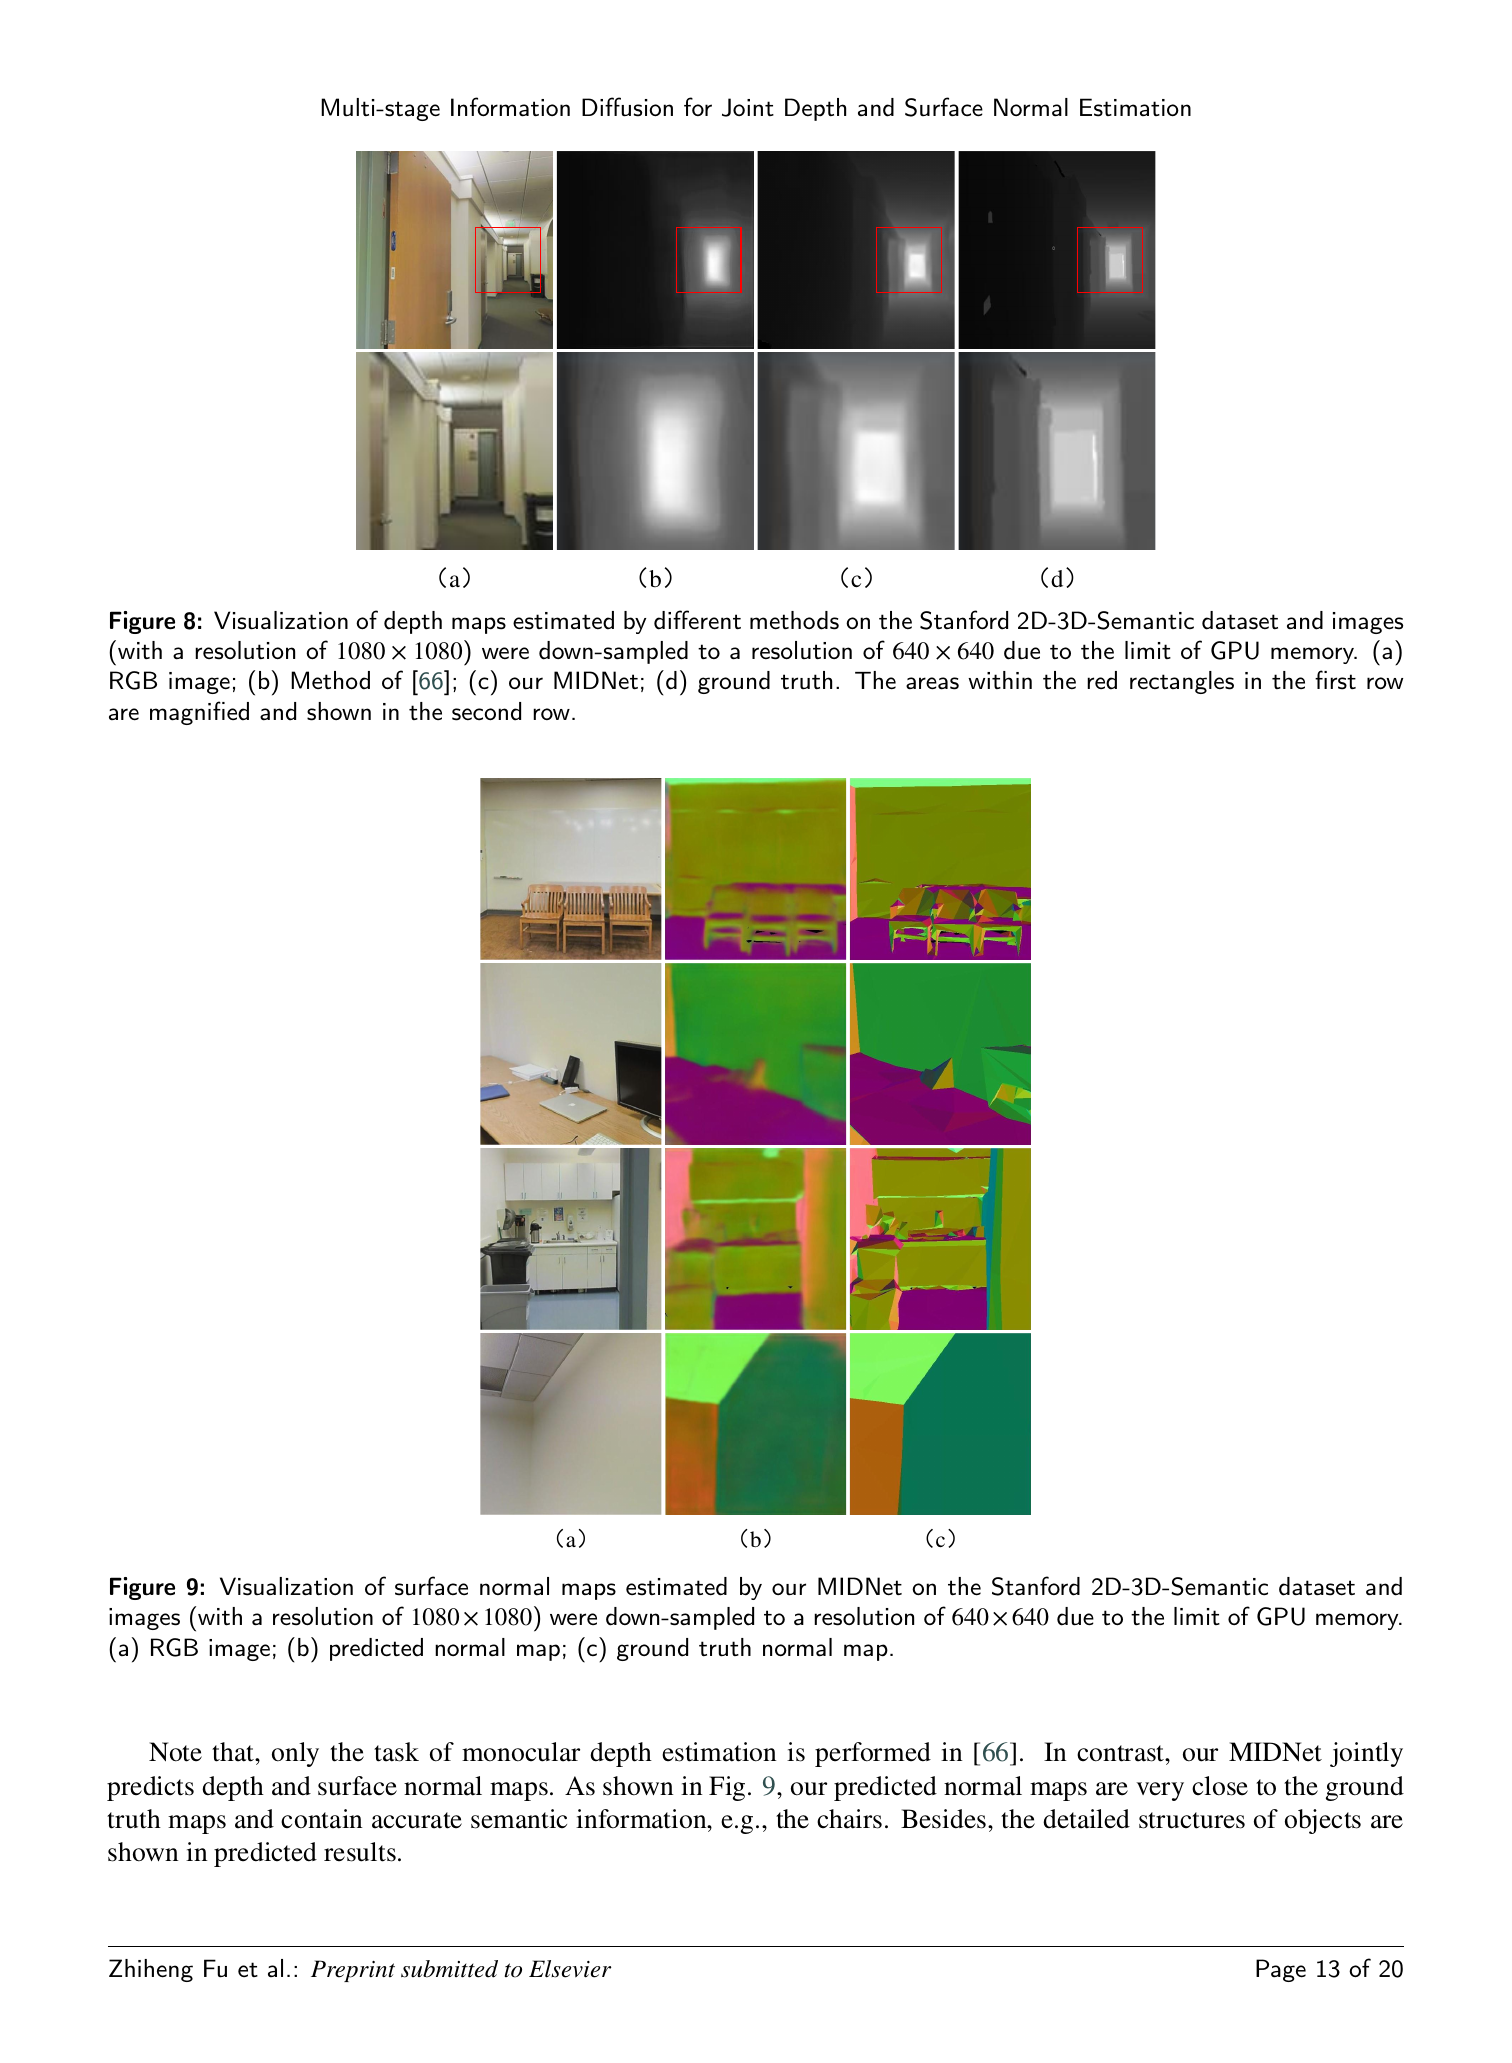 Multi-stage Information Diffusion for Joint Depth and Surface Normal Estimation
(a) (b) (c) (d)
Figure 8: Visualization of depth maps estimated by different methods on the Stanford 2D-3D-Semantic dataset and images
(with a resolution of 1080 × 1080) were down-sampled to a resolution of 640 × 640 due to the limit of GPU memory. (a)
RGB image; (b) Method of [66]; (c) our MIDNet; (d) ground truth. The areas within the red rectangles in the first row
are magnified and shown in the second row.
(a) (b) (c)
Figure 9: Visualization of surface normal maps estimated by our MIDNet on the Stanford 2D-3D-Semantic dataset and
images (with a resolution of 1080×1080) were down-sampled to a resolution of 640×640 due to the limit of GPU memory.
(a) RGB image; (b) predicted normal map; (c) ground truth normal map.
Note that, only the task of monocular depth estimation is performed in [66]. In contrast, our MIDNet jointly
predicts depth and surface normal maps. As shown in Fig. 9, our predicted normal maps are very close to the ground
truth maps and contain accurate semantic information, e.g., the chairs. Besides, the detailed structures of objects are
shown in predicted results.
Zhiheng Fu et al.: Preprint submitted to Elsevier Page 13 of 20